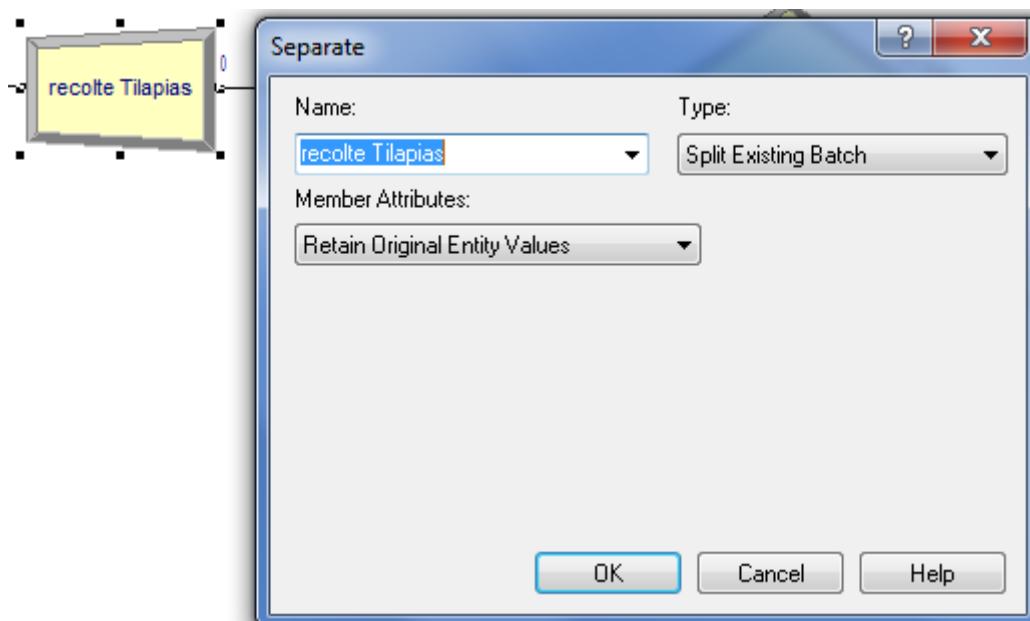 recolte Tilapias
0
Separate
?
Name:
Type:
recolte Tilapias
Split Existing Batch
Member Attributes:
Retain Original Entity Values
OK
Cancel
Help